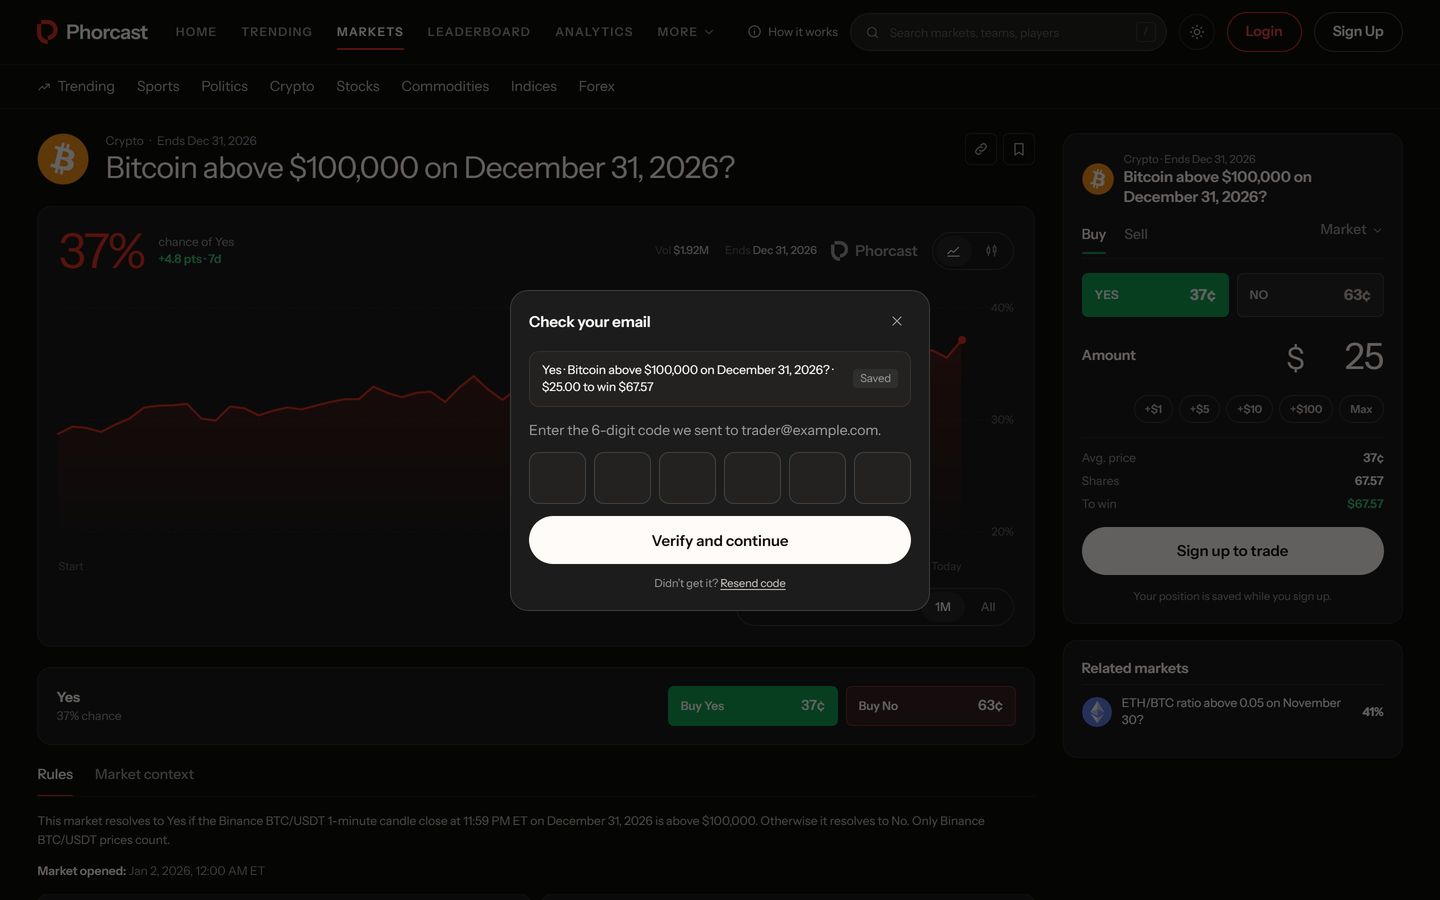 Phorcast
HOME
TRENDING
MARKETS
LEADERBOARD
ANALYTICS
MORE
How it works
Search markets, teams, players
/
Login
Sign Up
Trending
Sports
Politics
Crypto
Stocks
Commodities
Indices
Forex
Crypto · Ends Dec 31, 2026
Bitcoin above $100,000 on December 31, 2026?
37%
chance of Yes
+4.8 pts · 7d
Vol $1.92M
Ends Dec 31, 2026
Phorcast
40%
30%
20%
Start
Today
1M
All
Check your email
Yes · Bitcoin above $100,000 on December 31, 2026? ·
$25.00 to win $67.57
Saved
Enter the 6-digit code we sent to trader@example.com.
Verify and continue
Didn't get it? Resend code
Yes
37% chance
Buy Yes 37¢
Buy No 63¢
Rules
Market context
This market resolves to Yes if the Binance BTC/USDT 1-minute candle close at 11:59 PM ET on December 31, 2026 is above $100,000. Otherwise it resolves to No. Only Binance
BTC/USDT prices count.
Market opened: Jan 2, 2026, 12:00 AM ET
Crypto · Ends Dec 31, 2026
Bitcoin above $100,000 on
December 31, 2026?
Buy
Sell
Market
YES 37¢
NO 63¢
Amount
$ 25
+$1
+$5
+$10
+$100
Max
Avg. price 37¢
Shares 67.57
To win $67.57
Sign up to trade
Your position is saved while you sign up.
Related markets
ETH/BTC ratio above 0.05 on November
30?
41%